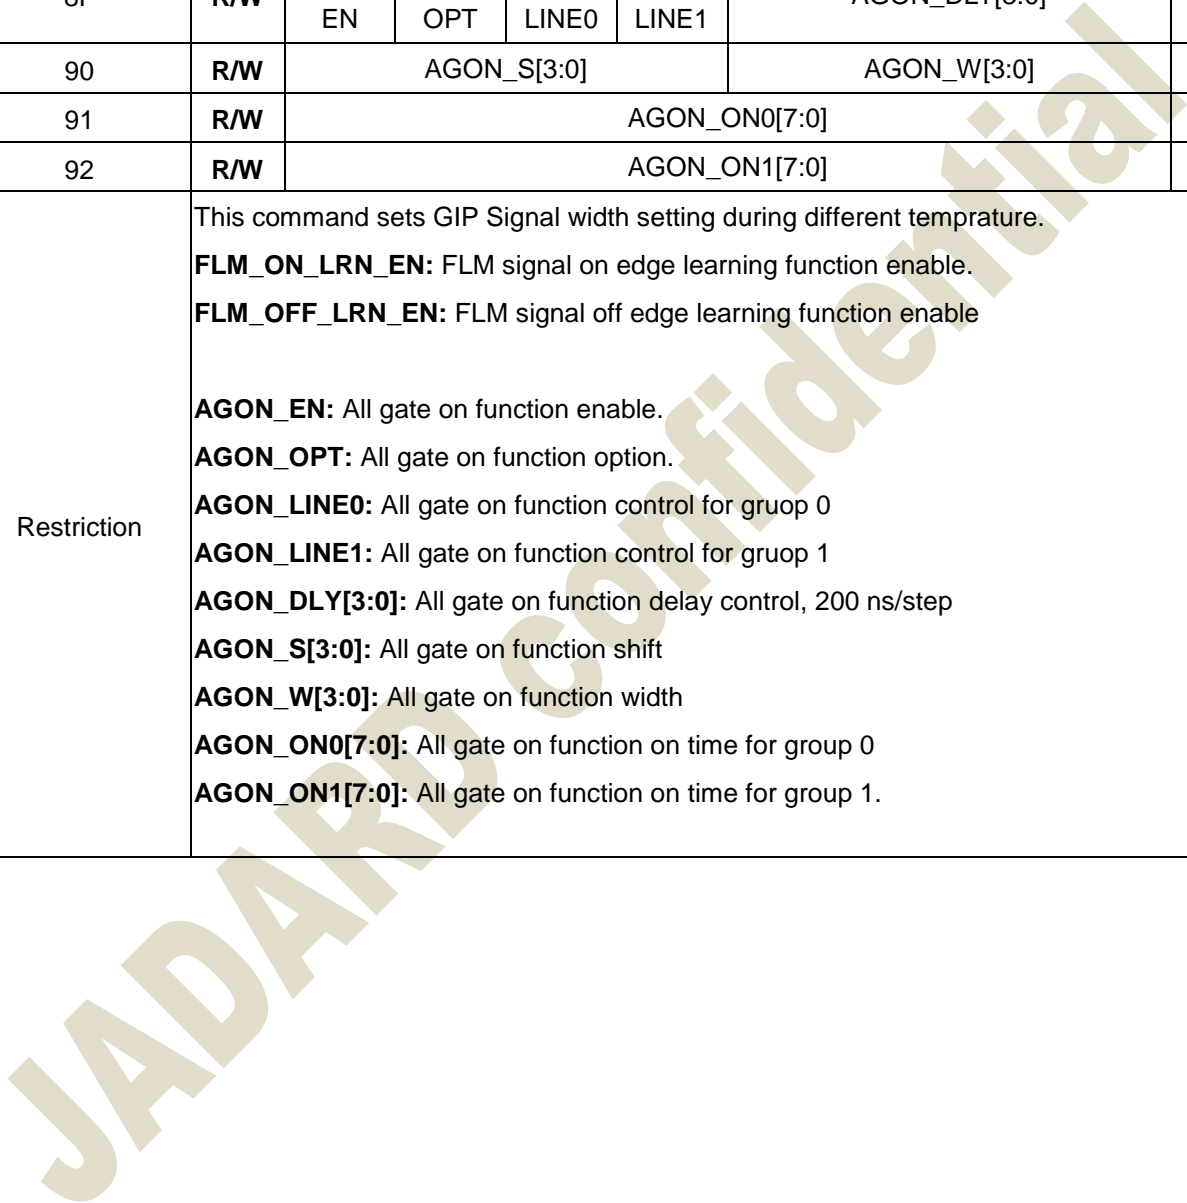 EN OPT LINE0 LINE1
90 R/W AGON_S[3:0] AGON_W[3:0]
91 R/W AGON_ON0[7:0]
92 R/W AGON_ON1[7:0]
This command sets GIP Signal width setting during different temprature.
FLM_ON_LRN_EN: FLM signal on edge learning function enable.
FLM_OFF_LRN_EN: FLM signal off edge learning function enable
AGON_EN: All gate on function enable.
AGON_OPT: All gate on function option.
AGON_LINE0: All gate on function control for gruop 0
Restriction
AGON_LINE1: All gate on function control for gruop 1
AGON_DLY[3:0]: All gate on function delay control, 200 ns/step
AGON_S[3:0]: All gate on function shift
AGON_W[3:0]: All gate on function width
AGON_ON0[7:0]: All gate on function on time for group 0
AGON_ON1[7:0]: All gate on function on time for group 1.
JADARD confidential